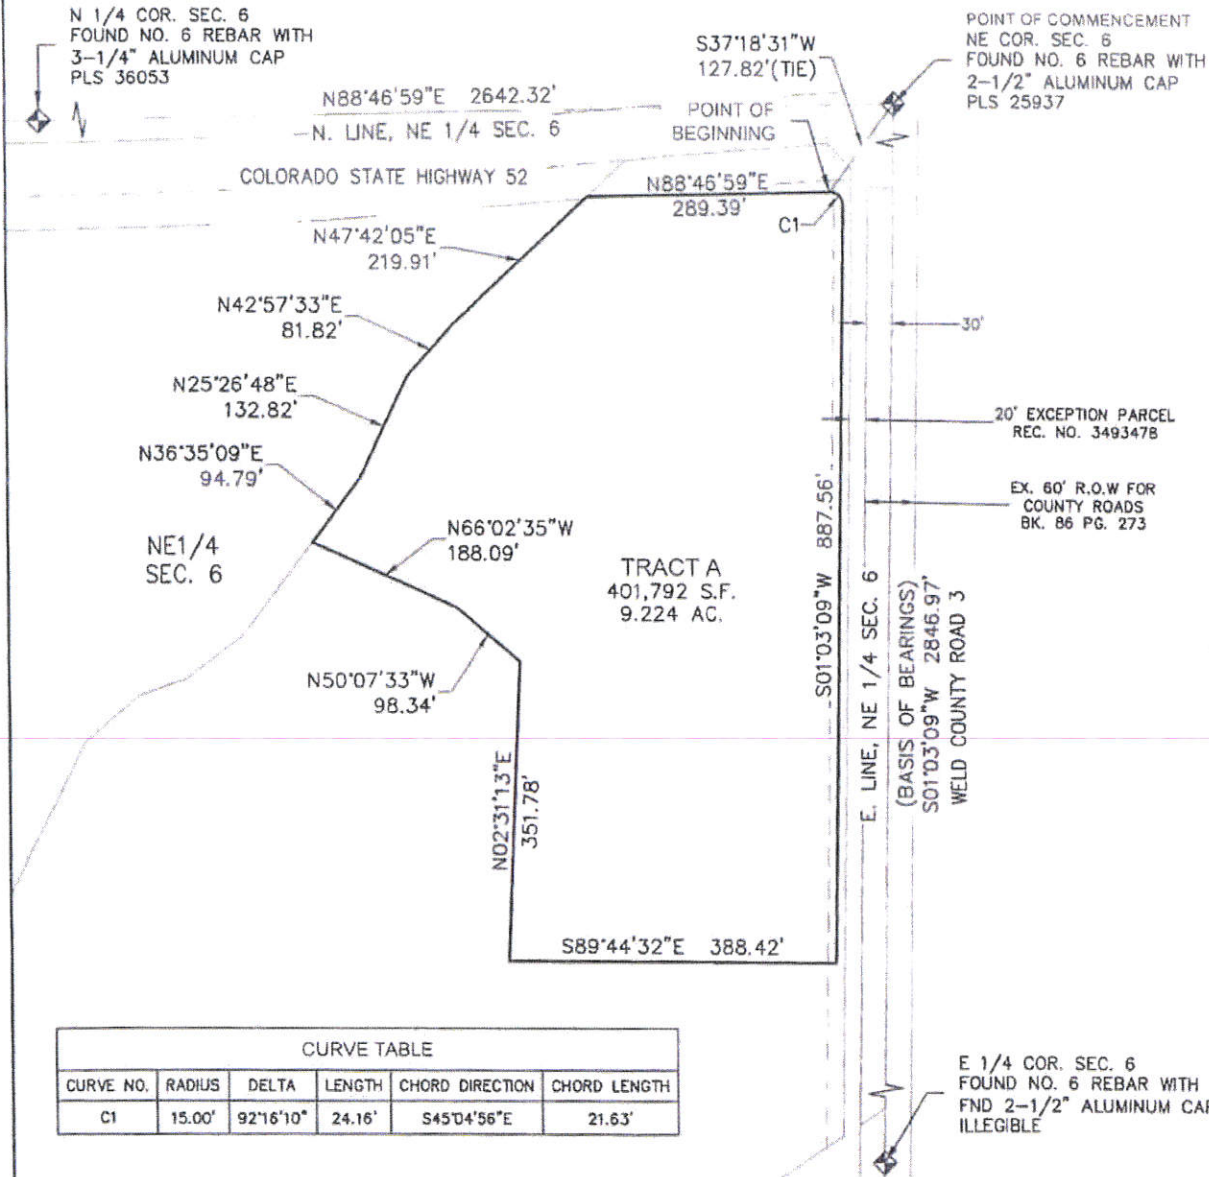 N 1/4 COR. SEC. 6
FOUND NO. 6 REBAR WITH
3-1/4" ALUMINUM CAP
PLS 36053
POINT OF COMMENCEMENT
NE COR. SEC. 6
FOUND NO. 6 REBAR WITH
2-1/2" ALUMINUM CAP
PLS 25937
S37°18'31"W
127.82'(TIE)
N88°46'59"E 2642.32'
N. LINE, NE 1/4 SEC. 6
POINT OF
BEGINNING
COLORADO STATE HIGHWAY 52
N88°46'59"E
289.39'
C1
N47°42'05"E
219.91'
N42°57'33"E
81.82'
30'
N25°26'48"E
132.82'
20' EXCEPTION PARCEL
REC. NO. 3493478
N36°35'09"E
94.79'
EX. 60' R.O.W FOR
COUNTY ROADS
BK. 86 PG. 273
NE1/4
SEC. 6
N66°02'35"W
188.09'
TRACT A
401,792 S.F.
9.224 AC.
S01°03'09"W 887.56'
E. LINE, NE 1/4 SEC. 6
(BASIS OF BEARINGS)
S01°03'09"W 2846.97'
WELD COUNTY ROAD 3
N50°07'33"W
98.34'
N02°31'13"E
351.78'
S89°44'32"E 388.42'
CURVE TABLE
CURVE NO. RADIUS DELTA LENGTH CHORD DIRECTION CHORD LENGTH
C1 15.00' 92°16'10" 24.16' S45°04'56"E 21.63'
E 1/4 COR. SEC. 6
FOUND NO. 6 REBAR WITH
FND 2-1/2" ALUMINUM CAP
ILLEGIBLE